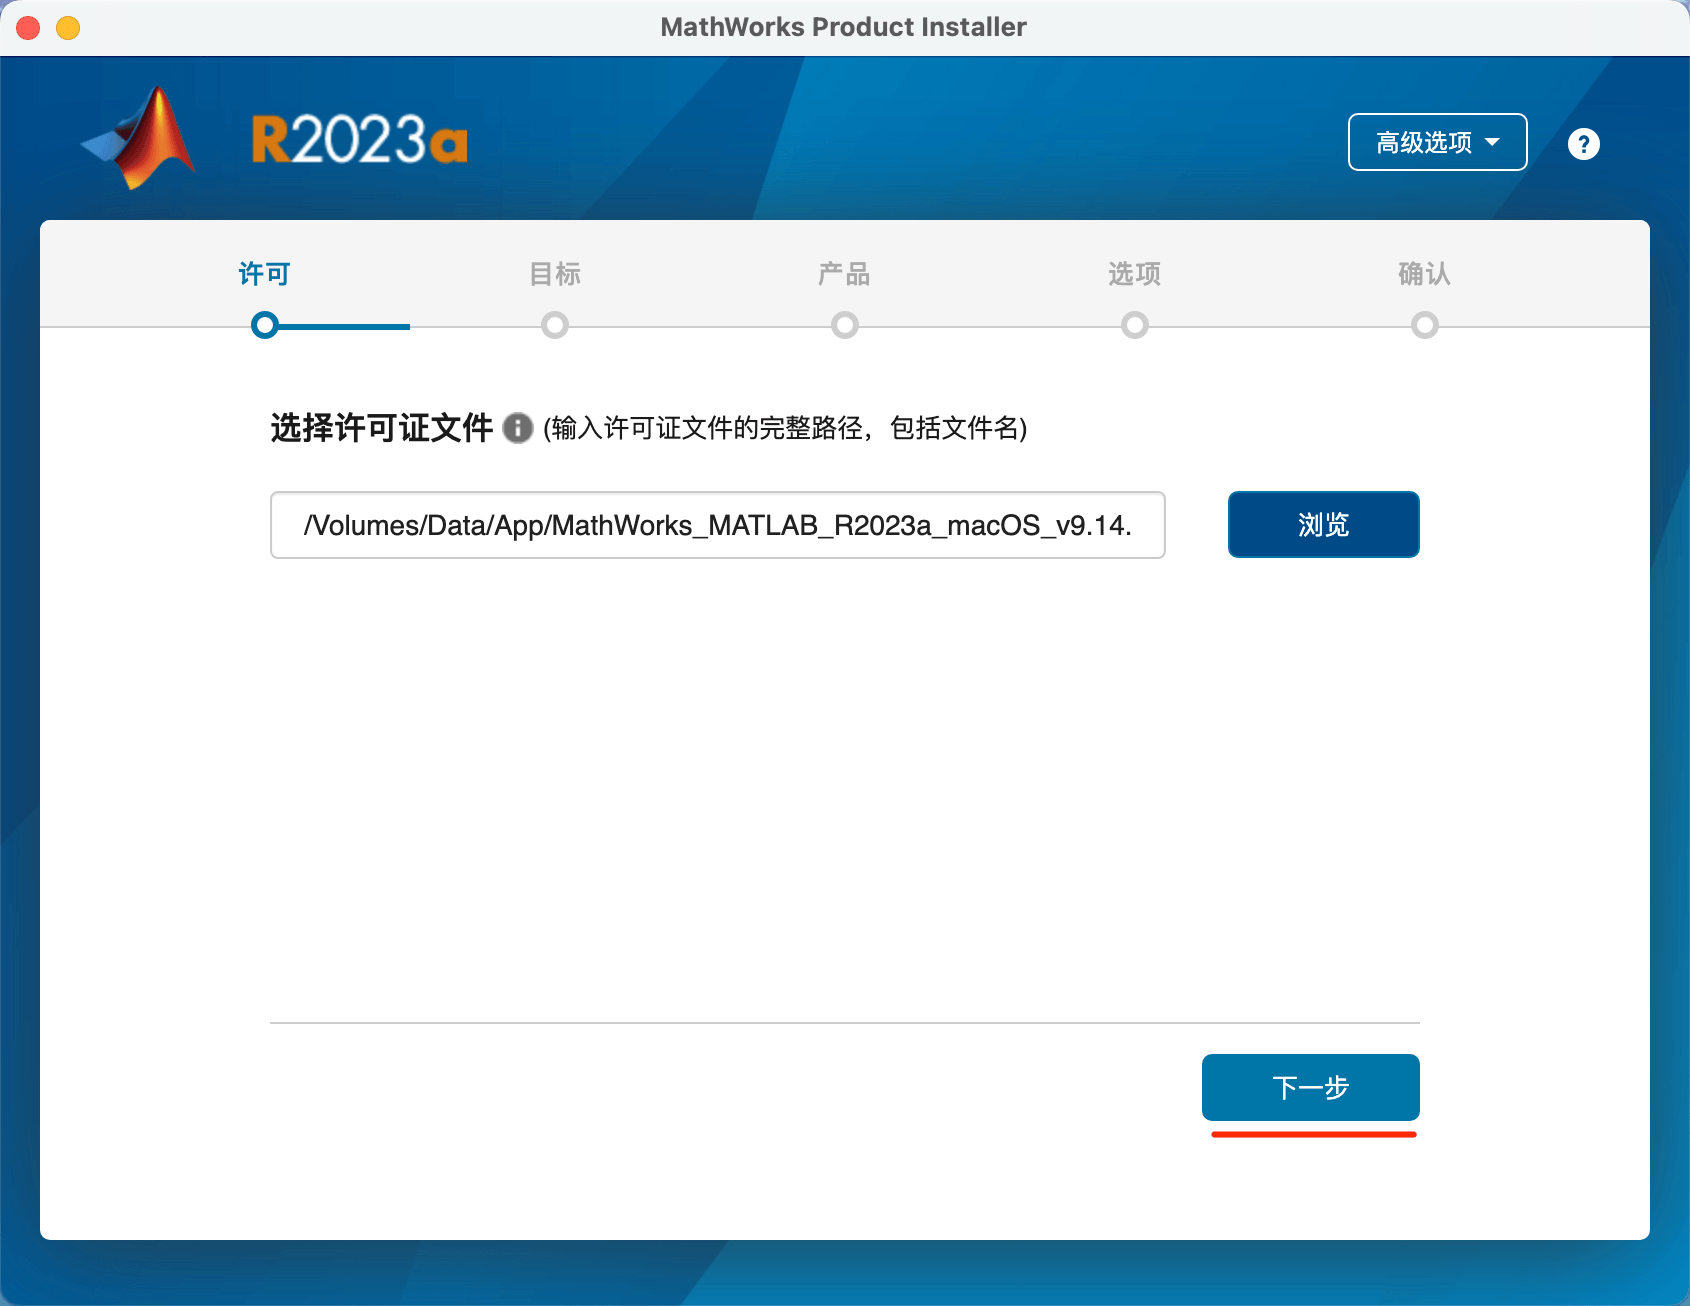 MathWorks Product Installer
R2023a
高级选项
?
许可
目标
产品
选项
确认
选择许可证文件 (输入许可证文件的完整路径，包括文件名)
/Volumes/Data/App/MathWorks_MATLAB_R2023a_macOS_v9.14.
浏览
下一步